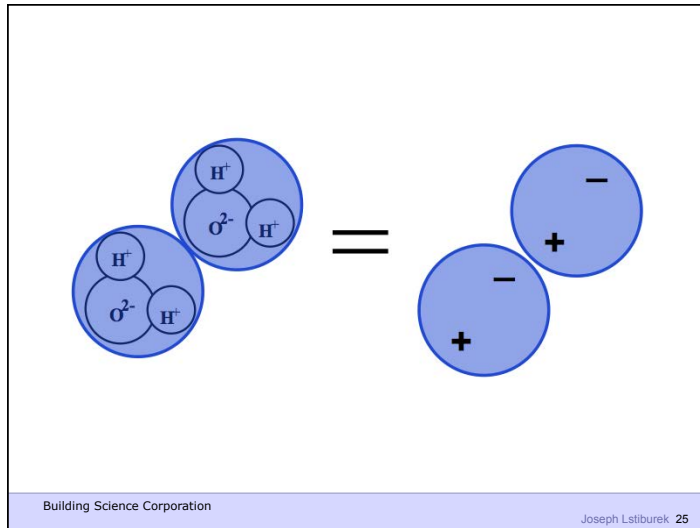 H⁺
O²⁻ H⁺
H⁺
O²⁻ H⁺
=
−
+
−
+
Building Science Corporation
Joseph Lstiburek 25